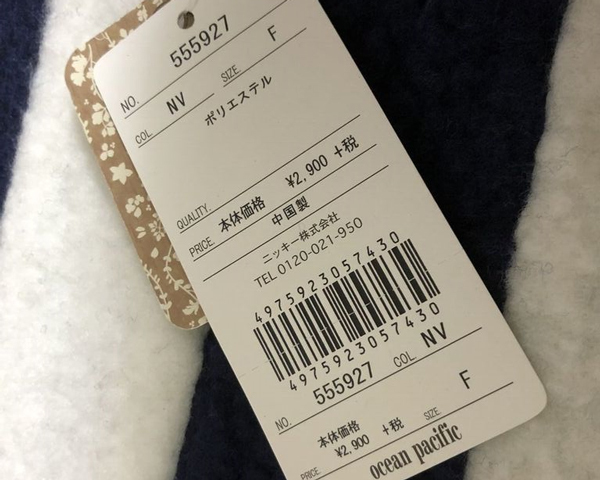 NO. 555927
COL. NV SIZE F
ポリエステル
QUALITY
PRICE 本体価格 ¥2,900 +税
中国製
ニッキー株式会社
TEL 0120-021-950
4975923057430
4975923057430
NO. 555927 COL. NV
本体価格 +税 SIZE F
PRICE ¥2,900
ocean pacific